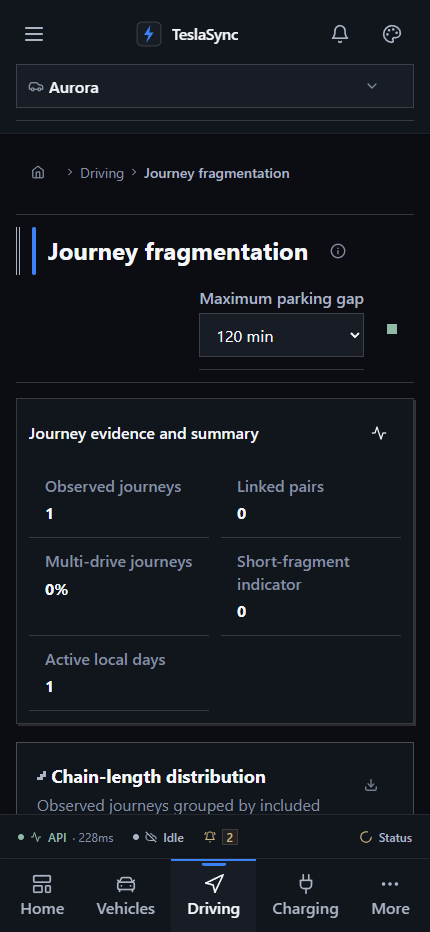 TeslaSync
Aurora
Driving
Journey fragmentation
Journey fragmentation
Maximum parking gap
120 min
Journey evidence and summary
Observed journeys
1
Linked pairs
0
Multi-drive journeys
0%
Short-fragment
indicator
0
Active local days
1
Chain-length distribution
Observed journeys grouped by included
API · 228ms
Idle
2
Status
Home
Vehicles
Driving
Charging
More